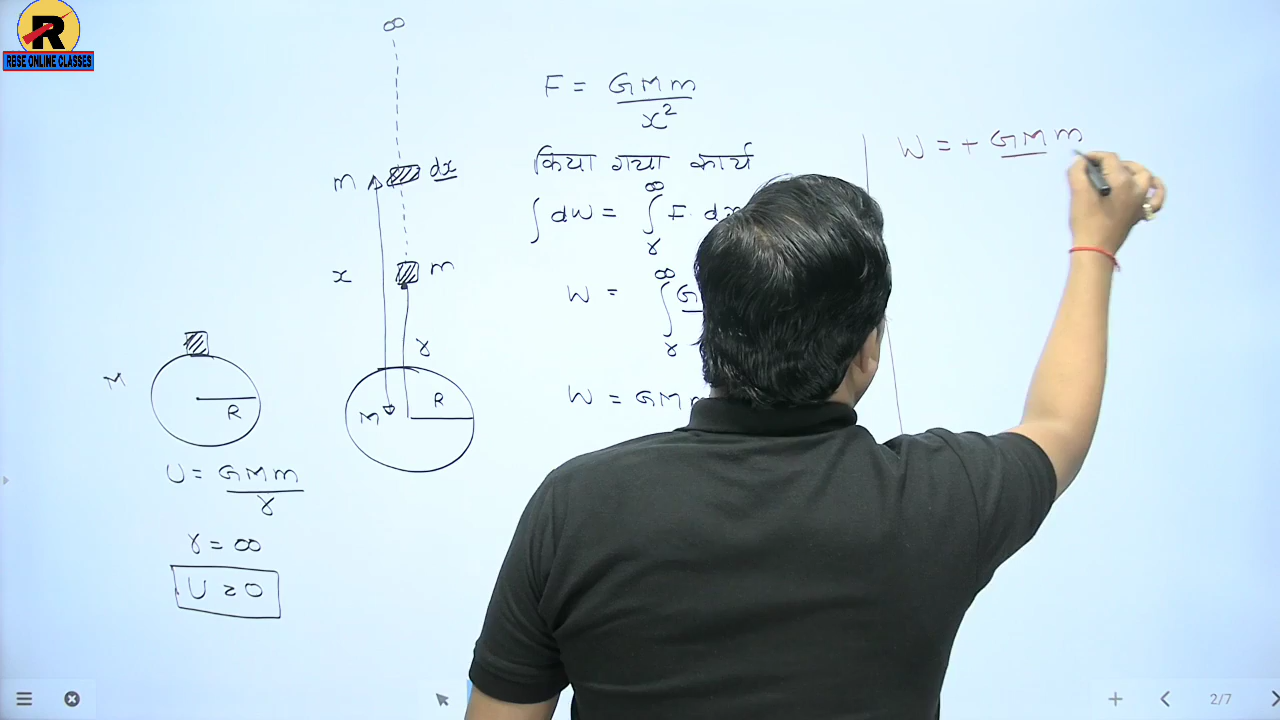 R
RBSE ONLINE CLASSES
∞
m
dx
x
m
r
M
R
M
R
U = GMm / r
r = ∞
U = 0
F = GMm / x²
किया गया कार्य
∫ dW = ∫ F. dx
∞
r
W = ∫ G
∞
r
W = GMm
W = + GMm
2/7